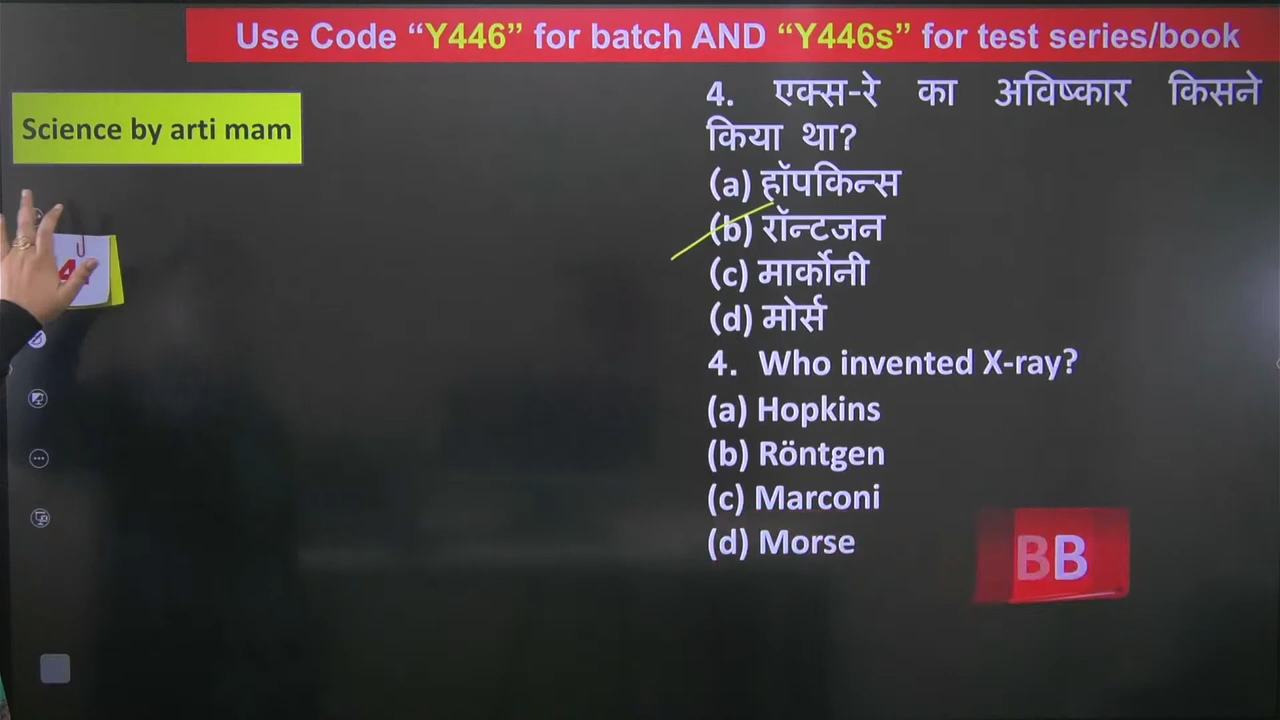 Use Code “Y446” for batch AND “Y446s” for test series/book
Science by arti mam
4. एक्स-रे का अविष्कार किसने
किया था?
(a) हॉपकिन्स
(b) रॉन्टजन
(c) मार्कोनी
(d) मोर्स
4. Who invented X-ray?
(a) Hopkins
(b) Röntgen
(c) Marconi
(d) Morse
BB